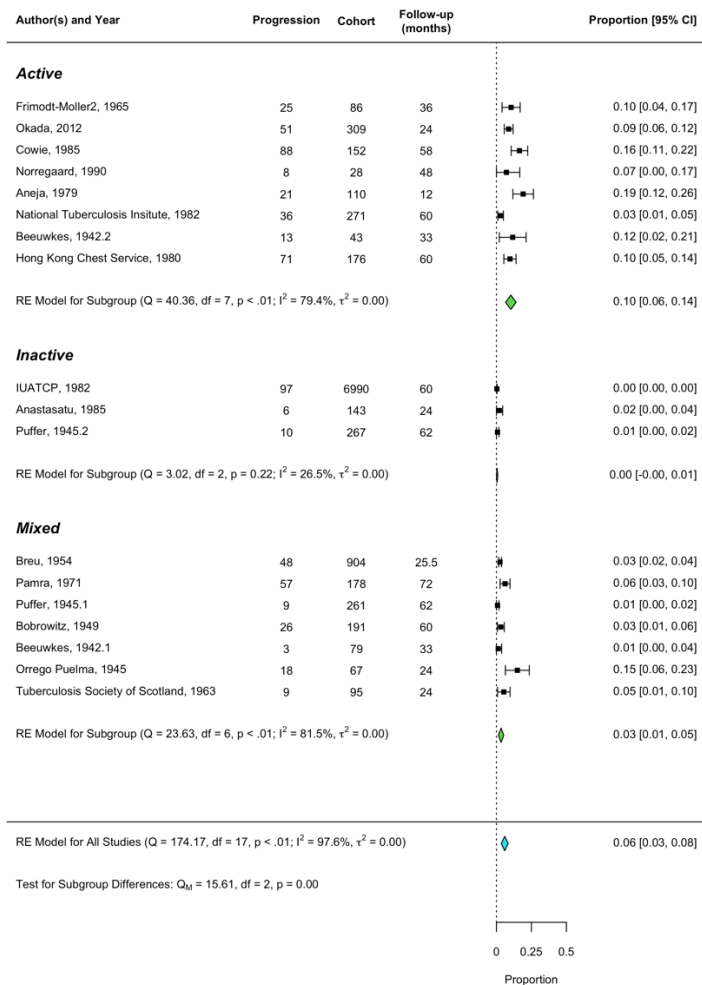 Author(s) and Year Progression Cohort Follow-up (months) Proportion [95% CI]
Active
Frimodt-Moller2, 1965 25 86 36 0.10 [0.04, 0.17]
Okada, 2012 51 309 24 0.09 [0.06, 0.12]
Cowie, 1985 88 152 58 0.16 [0.11, 0.22]
Norregaard, 1990 8 28 48 0.07 [0.00, 0.17]
Aneja, 1979 21 110 12 0.19 [0.12, 0.26]
National Tuberculosis Insitute, 1982 36 271 60 0.03 [0.01, 0.05]
Beeuwkes, 1942.2 13 43 33 0.12 [0.02, 0.21]
Hong Kong Chest Service, 1980 71 176 60 0.10 [0.05, 0.14]
RE Model for Subgroup (Q = 40.36, df = 7, p < .01; I² = 79.4%, τ² = 0.00) 0.10 [0.06, 0.14]
Inactive
IUATCP, 1982 97 6990 60 0.00 [0.00, 0.00]
Anastasatu, 1985 6 143 24 0.02 [0.00, 0.04]
Puffer, 1945.2 10 267 62 0.01 [0.00, 0.02]
RE Model for Subgroup (Q = 3.02, df = 2, p = 0.22; I² = 26.5%, τ² = 0.00) 0.00 [-0.00, 0.01]
Mixed
Breu, 1954 48 904 25.5 0.03 [0.02, 0.04]
Pamra, 1971 57 178 72 0.06 [0.03, 0.10]
Puffer, 1945.1 9 261 62 0.01 [0.00, 0.02]
Bobrowitz, 1949 26 191 60 0.03 [0.01, 0.06]
Beeuwkes, 1942.1 3 79 33 0.01 [0.00, 0.04]
Orrego Puelma, 1945 18 67 24 0.15 [0.06, 0.23]
Tuberculosis Society of Scotland, 1963 9 95 24 0.05 [0.01, 0.10]
RE Model for Subgroup (Q = 23.63, df = 6, p < .01; I² = 81.5%, τ² = 0.00) 0.03 [0.01, 0.05]
RE Model for All Studies (Q = 174.17, df = 17, p < .01; I² = 97.6%, τ² = 0.00) 0.06 [0.03, 0.08]
Test for Subgroup Differences: Q_M = 15.61, df = 2, p = 0.00
0 0.25 0.5
Proportion